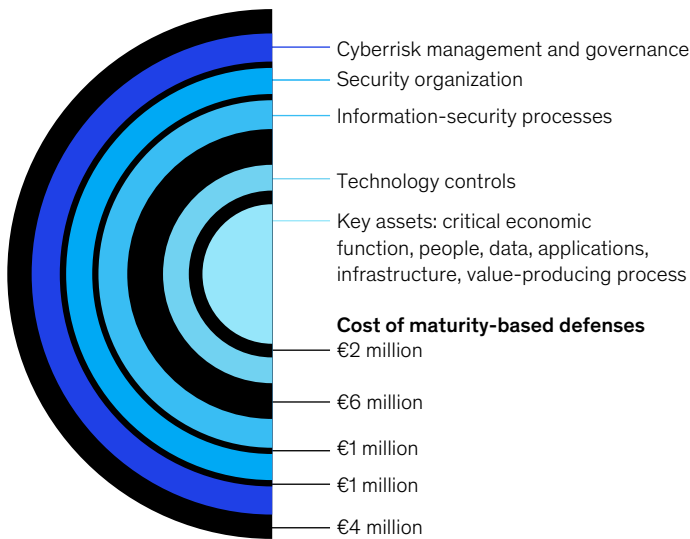 Cyberrisk management and governance
Security organization
Information-security processes
Technology controls
Key assets: critical economic
function, people, data, applications,
infrastructure, value-producing process
Cost of maturity-based defenses
€2 million
€6 million
€1 million
€1 million
€4 million